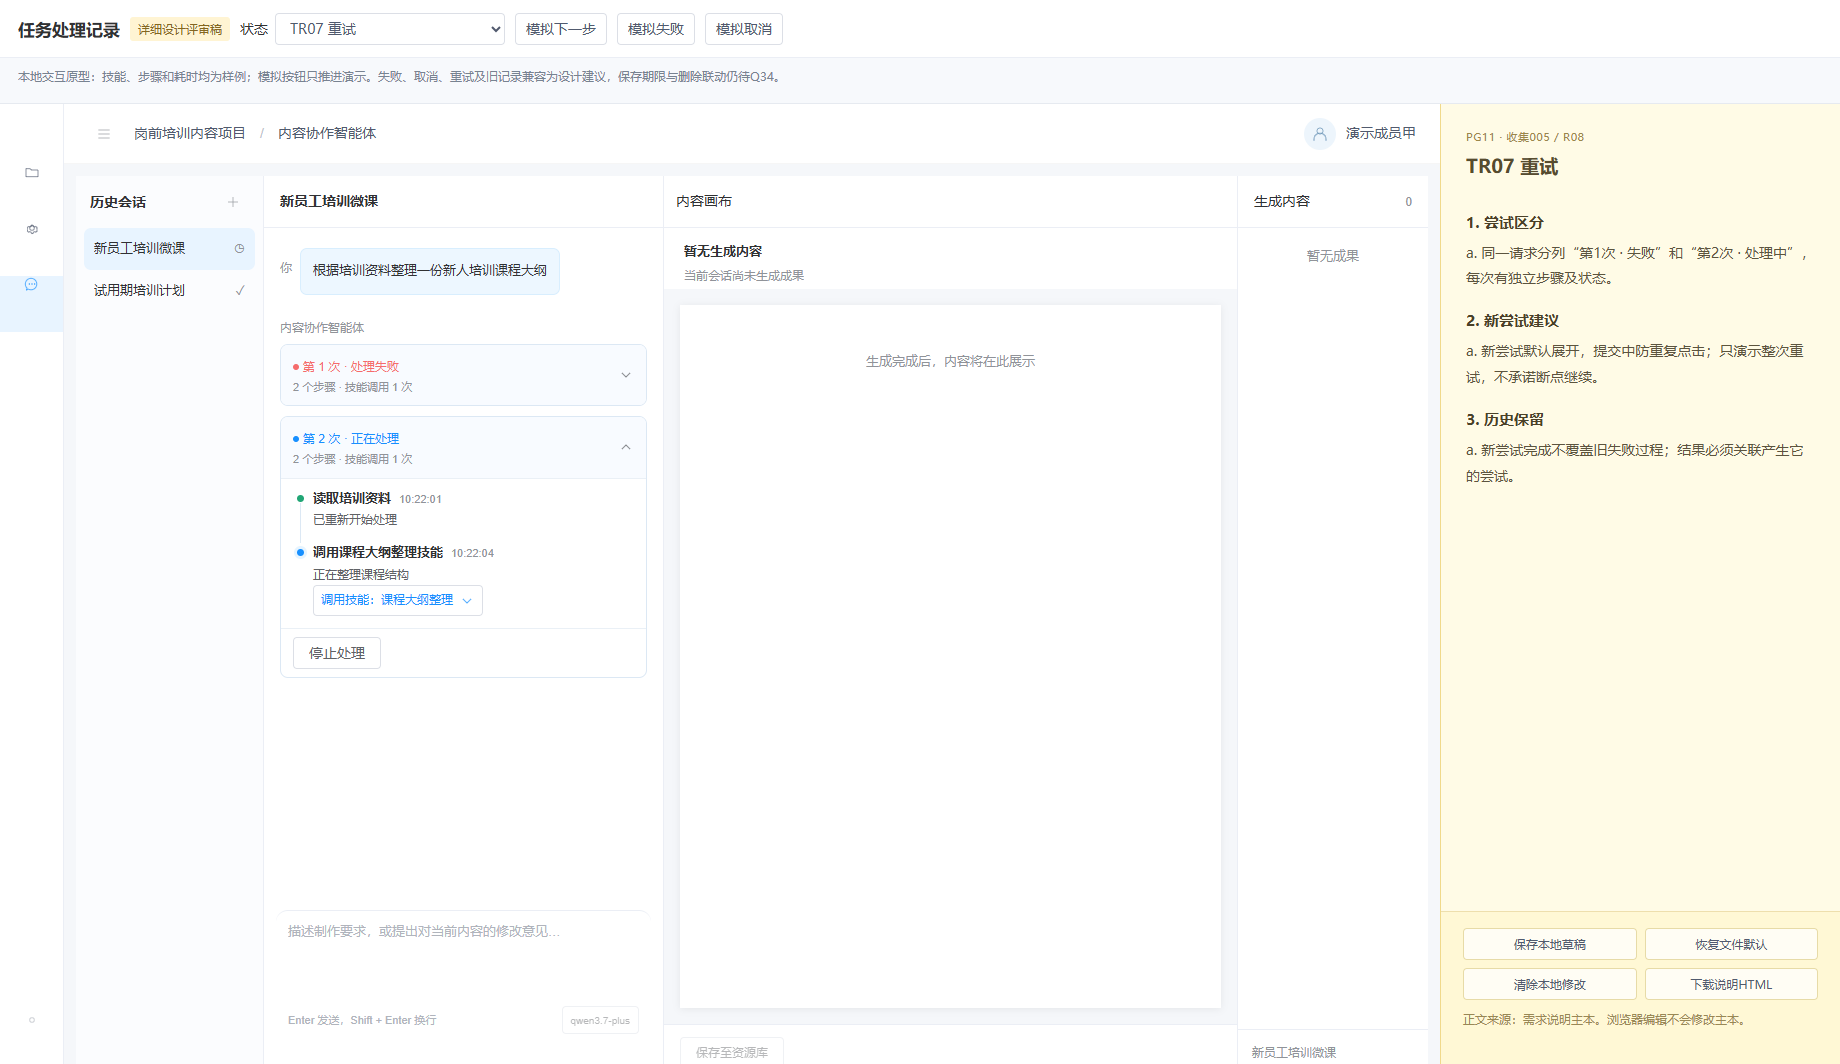 任务处理记录 详细设计评审稿 状态 TR07 重试 模拟下一步 模拟失败 模拟取消
本地交互原型：技能、步骤和耗时均为样例；模拟按钮只推进演示。失败、取消、重试及旧记录兼容为设计建议，保存期限与删除联动仍待Q34。
岗前培训内容项目 / 内容协作智能体
演示成员甲
历史会话
新员工培训微课
试用期培训计划
新员工培训微课
你
根据培训资料整理一份新人培训课程大纲
内容协作智能体
第 1 次 · 处理失败
2 个步骤 · 技能调用 1 次
第 2 次 · 正在处理
2 个步骤 · 技能调用 1 次
读取培训资料 10:22:01
已重新开始处理
调用课程大纲整理技能 10:22:04
正在整理课程结构
调用技能：课程大纲整理
停止处理
描述制作要求，或提出对当前内容的修改意见...
Enter 发送，Shift + Enter 换行
qwen3.7-plus
内容画布
暂无生成内容
当前会话尚未生成成果
生成完成后，内容将在此展示
保存至资源库
生成内容 0
暂无成果
新员工培训微课
PG11 · 收集005 / R08
TR07 重试
1. 尝试区分
a. 同一请求分列“第1次 · 失败”和“第2次 · 处理中”，
每次有独立步骤及状态。
2. 新尝试建议
a. 新尝试默认展开，提交中防重复点击；只演示整次重
试，不承诺断点继续。
3. 历史保留
a. 新尝试完成不覆盖旧失败过程；结果必须关联产生它
的尝试。
保存本地草稿 恢复文件默认
清除本地修改 下载说明HTML
正文来源：需求说明主本。浏览器编辑不会修改主本。